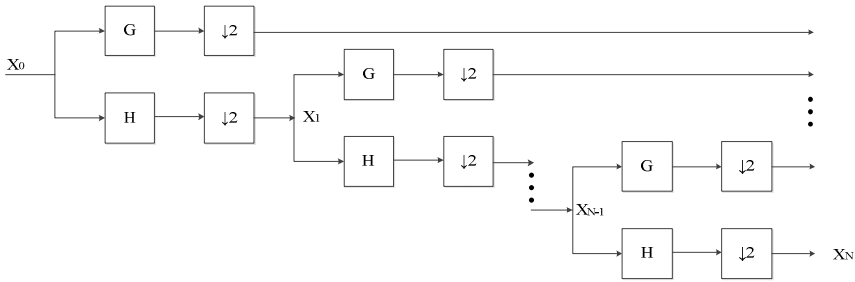 G ↓2
X0
G ↓2
H ↓2 X1
H ↓2
G ↓2
XN-1
H ↓2 XN